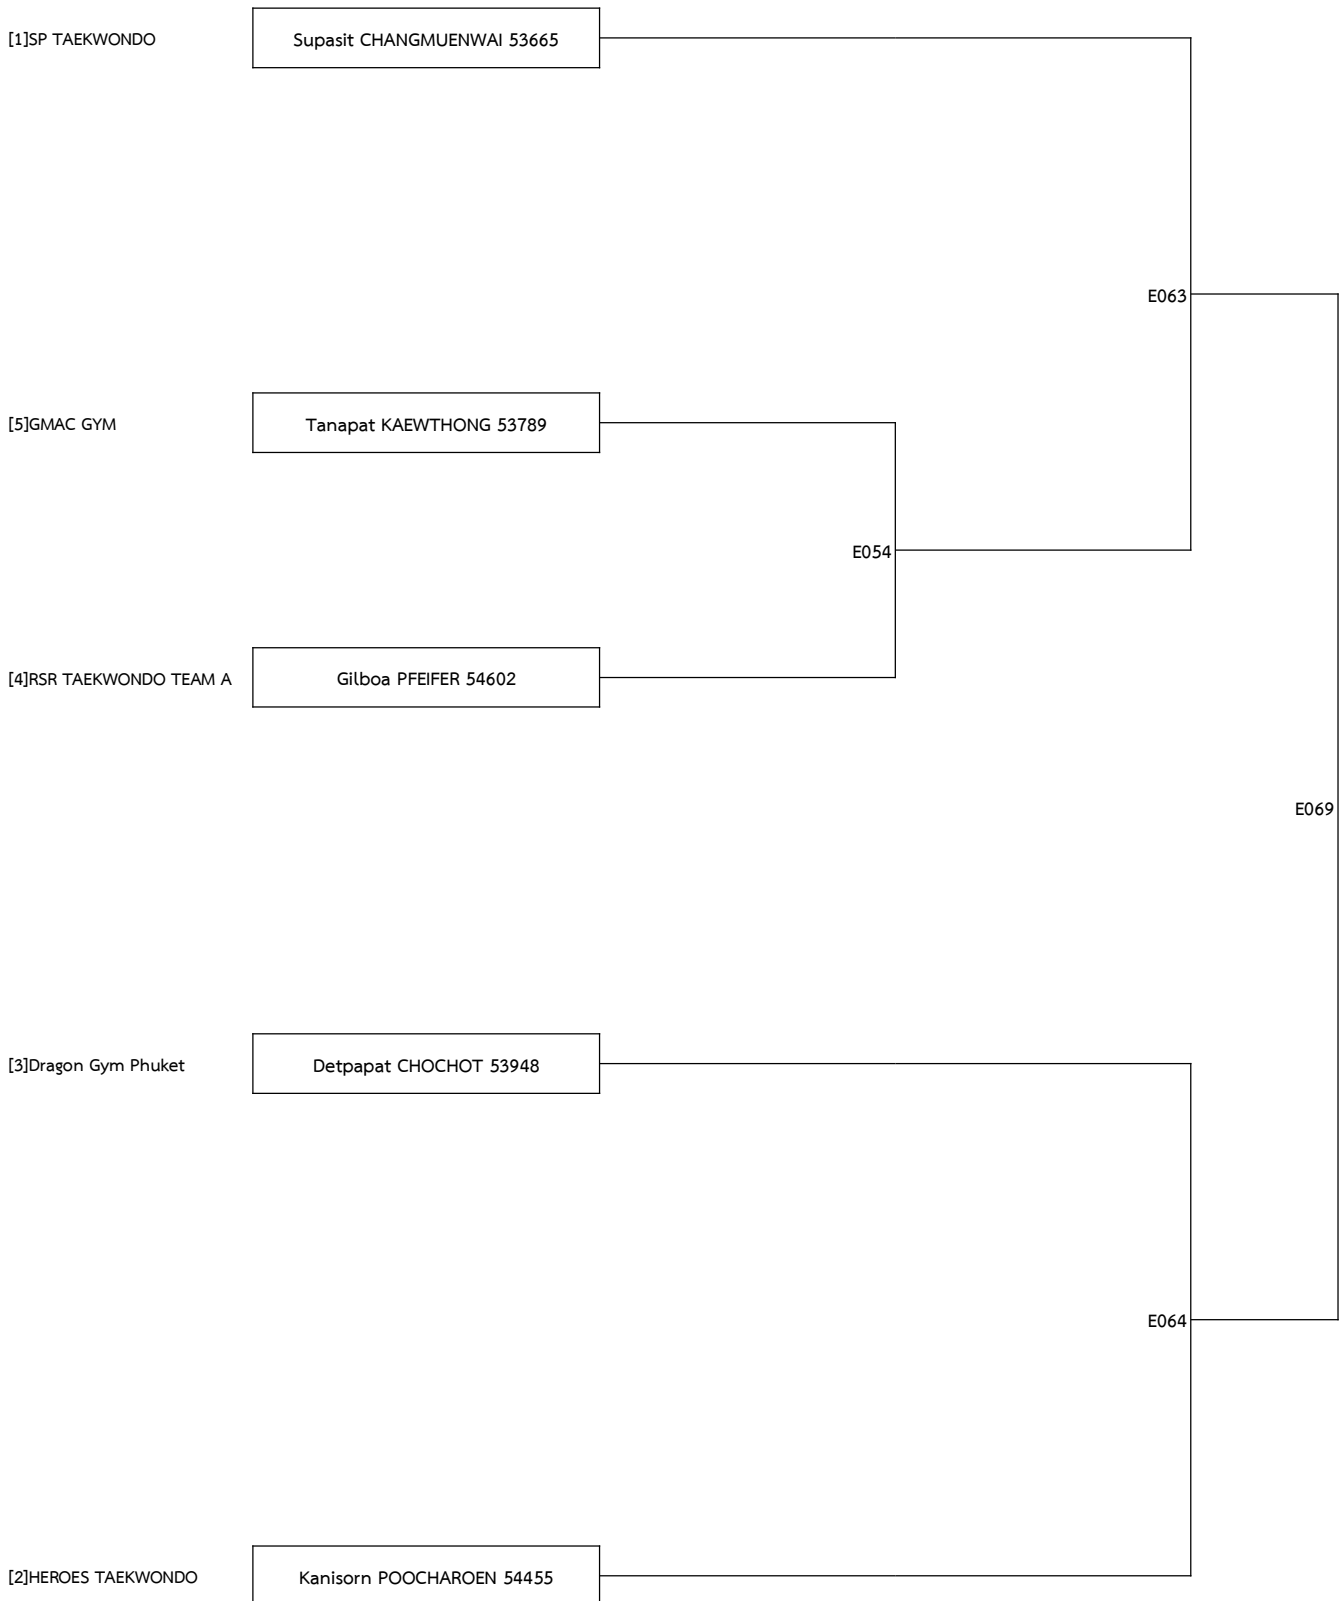 [1]SP TAEKWONDO Supasit CHANGMUENWAI 53665
E063
[5]GMAC GYM Tanapat KAEWTHONG 53789
E054
[4]RSR TAEKWONDO TEAM A Gilboa PFEIFER 54602
E069
[3]Dragon Gym Phuket Detpapat CHOCHOT 53948
E064
[2]HEROES TAEKWONDO Kanisorn POOCHAROEN 54455